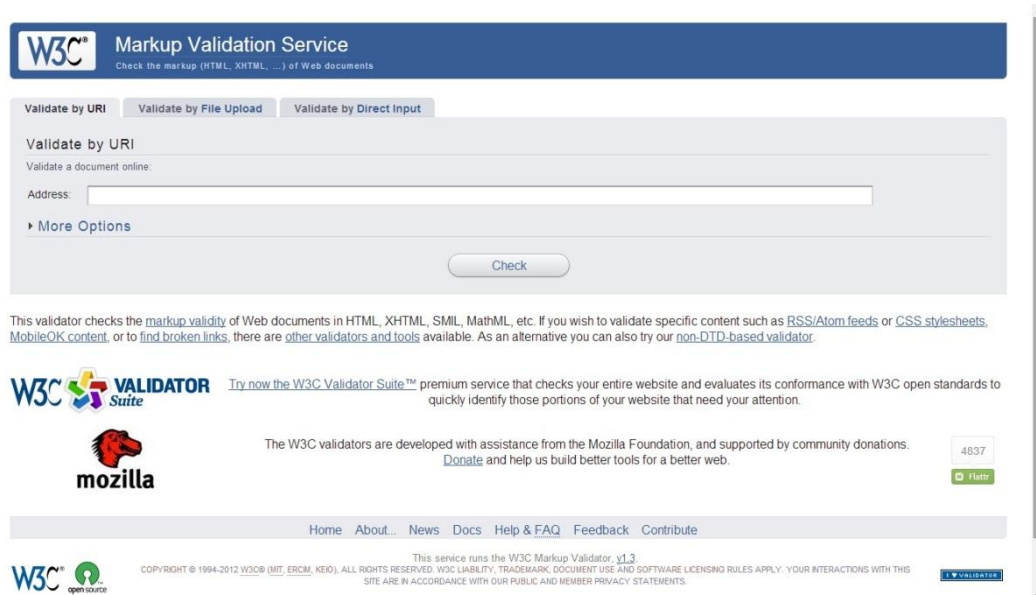 W3C®
Markup Validation Service
Check the markup (HTML, XHTML, ...) of Web documents
Validate by URI
Validate by File Upload
Validate by Direct Input
Validate by URI
Validate a document online:
Address:
More Options
Check
This validator checks the markup validity of Web documents in HTML, XHTML, SMIL, MathML, etc. If you wish to validate specific content such as RSS/Atom feeds or CSS stylesheets,
MobileOK content, or to find broken links, there are other validators and tools available. As an alternative you can also try our non-DTD-based validator.
W3C VALIDATOR
Suite
Try now the W3C Validator Suite™ premium service that checks your entire website and evaluates its conformance with W3C open standards to
quickly identify those portions of your website that need your attention.
mozilla
The W3C validators are developed with assistance from the Mozilla Foundation, and supported by community donations.
Donate and help us build better tools for a better web.
4837
Flattr
Home About... News Docs Help & FAQ Feedback Contribute
W3C®
open source
This service runs the W3C Markup Validator, v1.3.
COPYRIGHT © 1994-2012 W3C® (MIT, ERCIM, KEIO), ALL RIGHTS RESERVED. W3C LIABILITY, TRADEMARK, DOCUMENT USE AND SOFTWARE LICENSING RULES APPLY. YOUR INTERACTIONS WITH THIS
SITE ARE IN ACCORDANCE WITH OUR PUBLIC AND MEMBER PRIVACY STATEMENTS.
I ♥ VALIDATOR